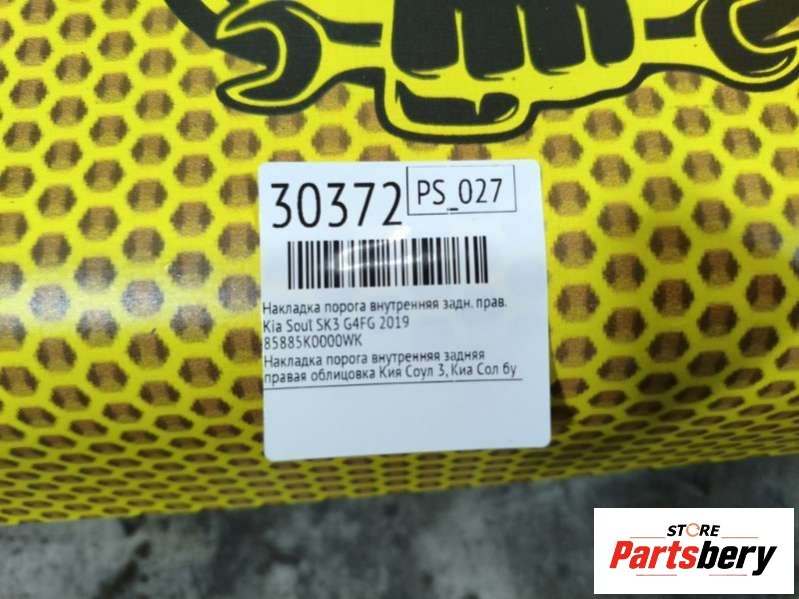 30372
PS_027
Накладка порога внутренняя задн. прав.
Kia Soul SK3 G4FG 2019
85885K0000WK
Накладка порога внутренняя задняя
правая облицовка Кия Соул 3, Киа Сол бу
STORE
Partsbery